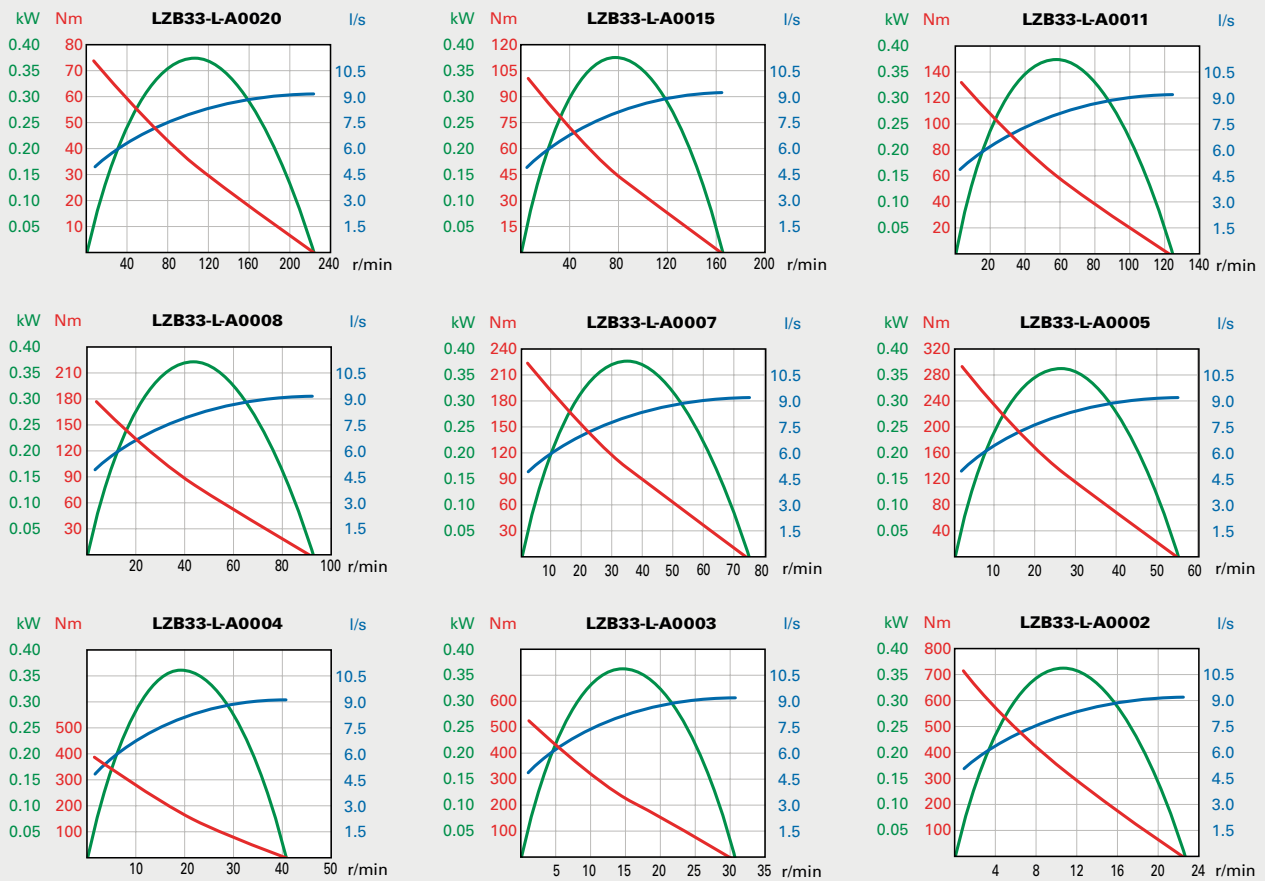 kW Nm LZB33-L-A0020 l/s
0.40 80
0.35 70 10.5
0.30 60 9.0
0.25 50 7.5
0.20 40 6.0
0.15 30 4.5
0.10 20 3.0
0.05 10 1.5
40 80 120 160 200 240 r/min
kW Nm LZB33-L-A0015 l/s
0.40 120
0.35 105 10.5
0.30 90 9.0
0.25 75 7.5
0.20 60 6.0
0.15 45 4.5
0.10 30 3.0
0.05 15 1.5
40 80 120 160 200 r/min
kW Nm LZB33-L-A0011 l/s
0.40
0.35 140 10.5
0.30 120 9.0
0.25 100 7.5
0.20 80 6.0
0.15 60 4.5
0.10 40 3.0
0.05 20 1.5
20 40 60 80 100 120 140 r/min
kW Nm LZB33-L-A0008 l/s
0.40
0.35 210 10.5
0.30 180 9.0
0.25 150 7.5
0.20 120 6.0
0.15 90 4.5
0.10 60 3.0
0.05 30 1.5
20 40 60 80 100 r/min
kW Nm LZB33-L-A0007 l/s
0.40 240
0.35 210 10.5
0.30 180 9.0
0.25 150 7.5
0.20 120 6.0
0.15 90 4.5
0.10 60 3.0
0.05 30 1.5
10 20 30 40 50 60 70 80 r/min
kW Nm LZB33-L-A0005 l/s
0.40 320
0.35 280 10.5
0.30 240 9.0
0.25 200 7.5
0.20 160 6.0
0.15 120 4.5
0.10 80 3.0
0.05 40 1.5
10 20 30 40 50 60 r/min
kW Nm LZB33-L-A0004 l/s
0.40
0.35 10.5
0.30 9.0
0.25 500 7.5
0.20 400 6.0
0.15 300 4.5
0.10 200 3.0
0.05 100 1.5
10 20 30 40 50 r/min
kW Nm LZB33-L-A0003 l/s
0.40
0.35 10.5
0.30 600 9.0
0.25 500 7.5
0.20 400 6.0
0.15 300 4.5
0.10 200 3.0
0.05 100 1.5
5 10 15 20 25 30 35 r/min
kW Nm LZB33-L-A0002 l/s
0.40 800
0.35 700 10.5
0.30 600 9.0
0.25 500 7.5
0.20 400 6.0
0.15 300 4.5
0.10 200 3.0
0.05 100 1.5
4 8 12 16 20 24 r/min